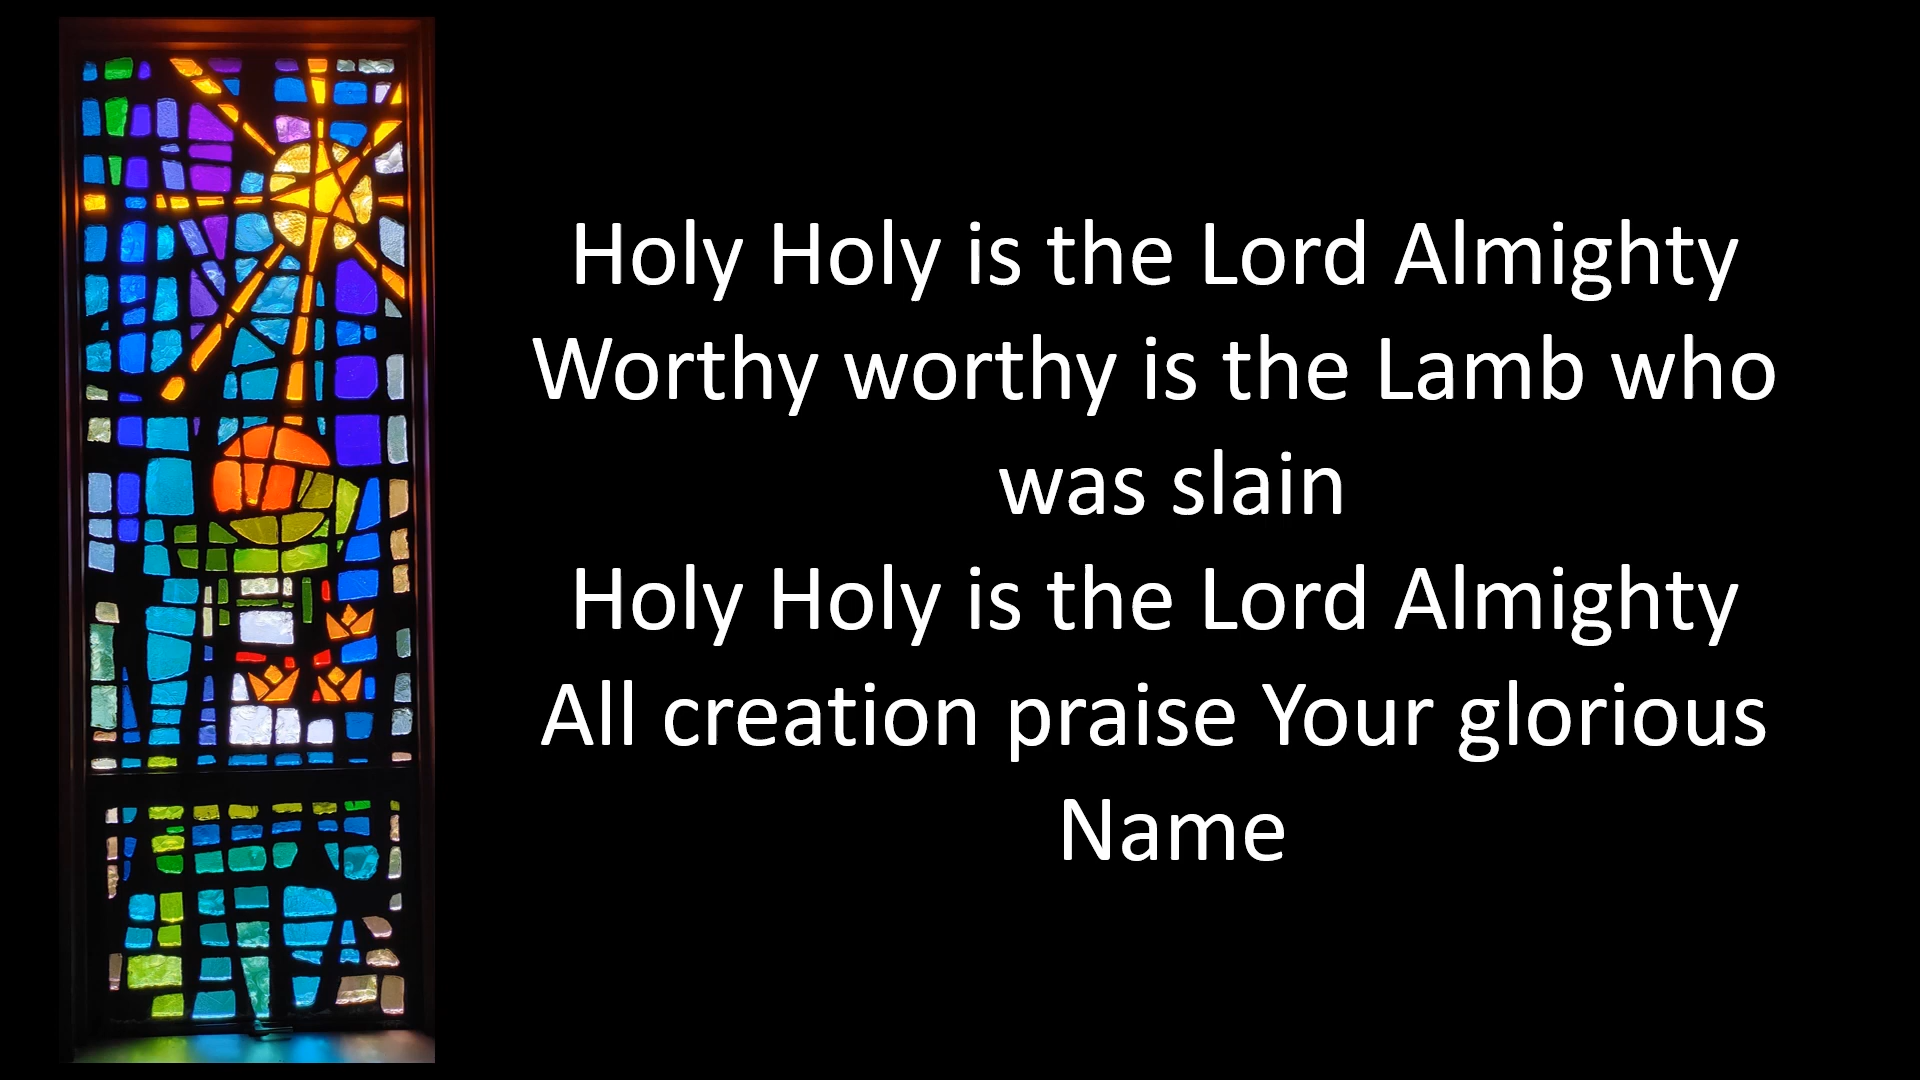 Holy Holy is the Lord Almighty
Worthy worthy is the Lamb who
was slain
Holy Holy is the Lord Almighty
All creation praise Your glorious
Name